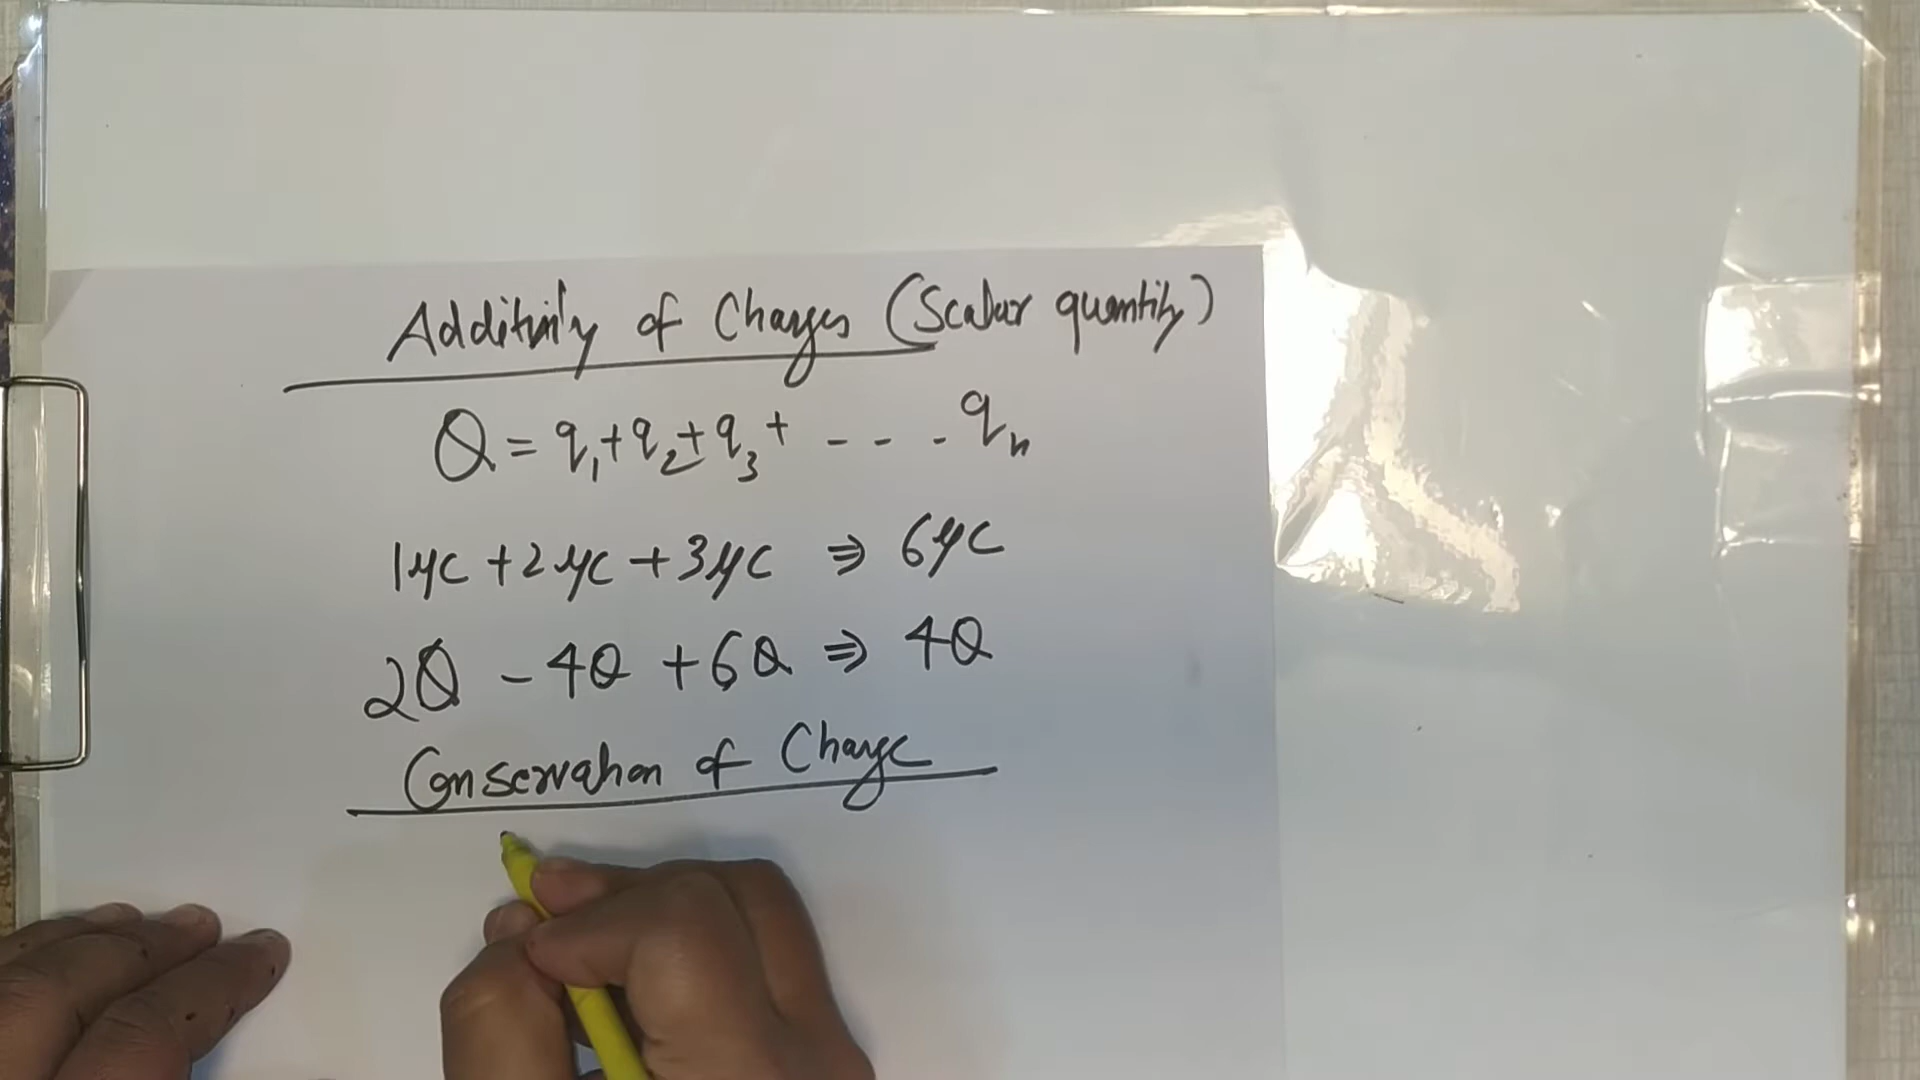 Additivity of Charges (Scalar quantity)
Q = q₁ + q₂ + q₃ + - - - - qₙ
1μC + 2μC + 3μC ⇒ 6μC
2Q - 4Q + 6Q ⇒ 4Q
Conservation of Charge